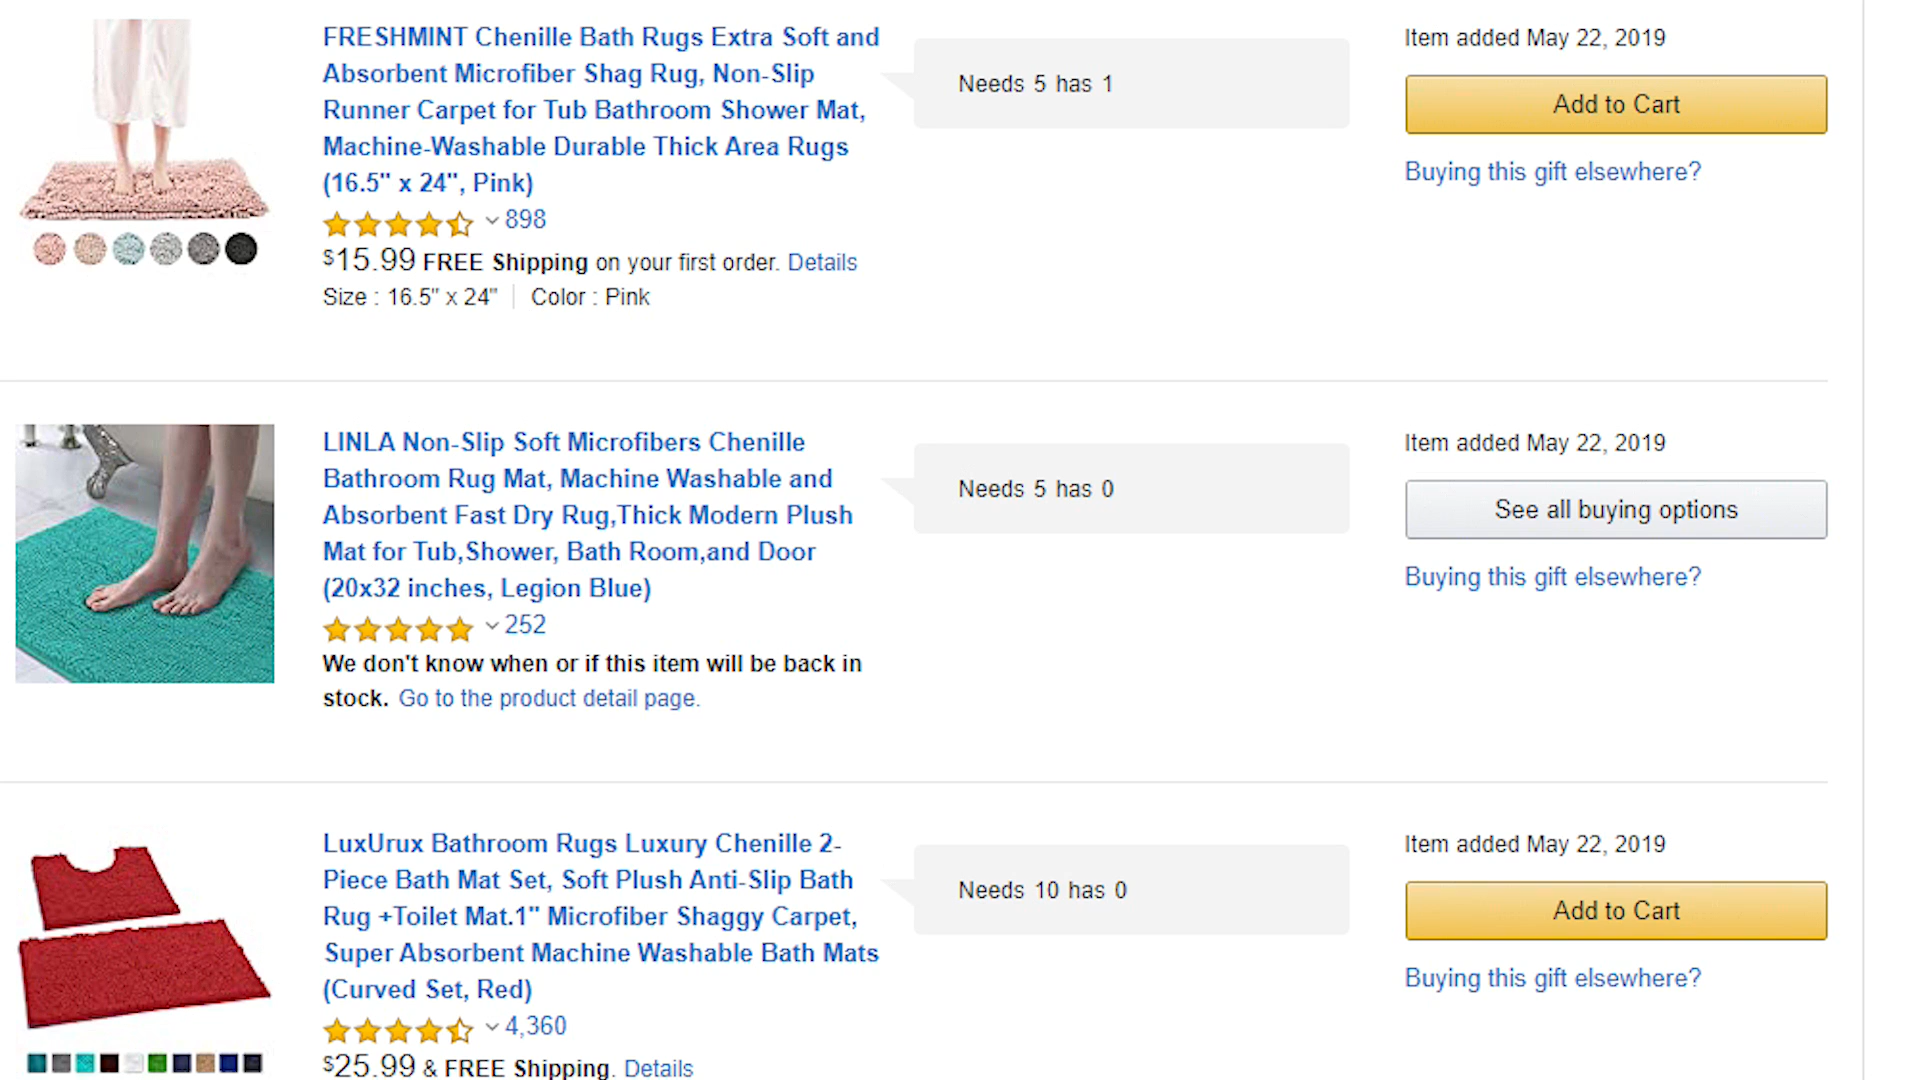 FRESHMINT Chenille Bath Rugs Extra Soft and
Absorbent Microfiber Shag Rug, Non-Slip
Runner Carpet for Tub Bathroom Shower Mat,
Machine-Washable Durable Thick Area Rugs
(16.5" x 24", Pink)
898
$15.99 FREE Shipping on your first order. Details
Size : 16.5" x 24" Color : Pink
Needs 5 has 1
Item added May 22, 2019
Add to Cart
Buying this gift elsewhere?
LINLA Non-Slip Soft Microfibers Chenille
Bathroom Rug Mat, Machine Washable and
Absorbent Fast Dry Rug,Thick Modern Plush
Mat for Tub,Shower, Bath Room,and Door
(20x32 inches, Legion Blue)
252
We don't know when or if this item will be back in
stock. Go to the product detail page.
Needs 5 has 0
Item added May 22, 2019
See all buying options
Buying this gift elsewhere?
LuxUrux Bathroom Rugs Luxury Chenille 2-
Piece Bath Mat Set, Soft Plush Anti-Slip Bath
Rug +Toilet Mat.1" Microfiber Shaggy Carpet,
Super Absorbent Machine Washable Bath Mats
(Curved Set, Red)
4,360
$25.99 & FREE Shipping. Details
Needs 10 has 0
Item added May 22, 2019
Add to Cart
Buying this gift elsewhere?